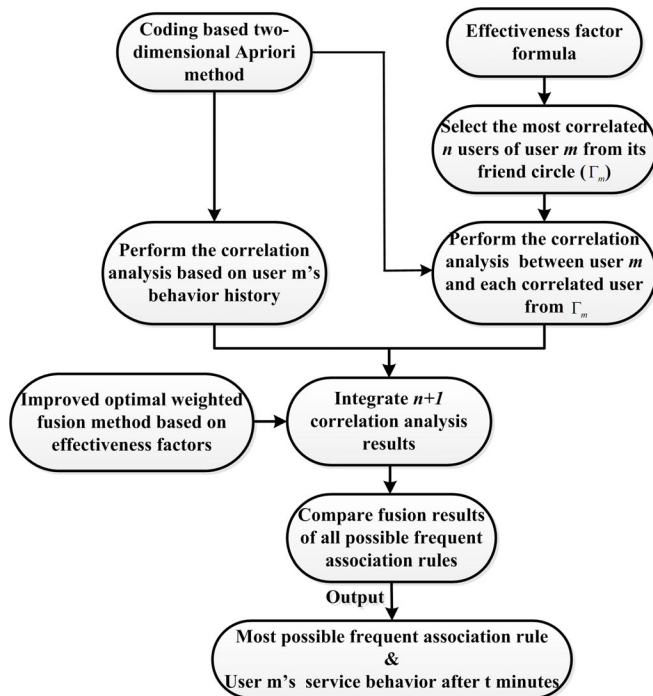 Coding based two-
dimensional Apriori
method
Effectiveness factor
formula
Select the most correlated
n users of user m from its
friend circle (Γm)
Perform the correlation
analysis based on user m's
behavior history
Perform the correlation
analysis between user m
and each correlated user
from Γm
Improved optimal weighted
fusion method based on
effectiveness factors
Integrate n+1
correlation analysis
results
Compare fusion results
of all possible frequent
association rules
Output
Most possible frequent association rule
&
User m's service behavior after t minutes